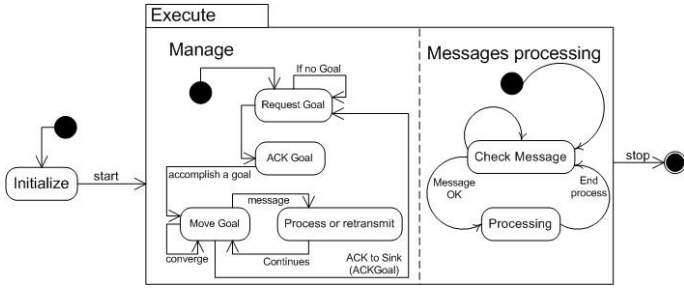 Execute
Manage
Messages processing
If no Goal
Request Goal
ACK Goal
Check Message
stop
Initialize
start
accomplish a goal
message
Message
OK
End
process
Move Goal
Process or retransmit
Processing
converge
Continues
ACK to Sink
(ACKGoal)